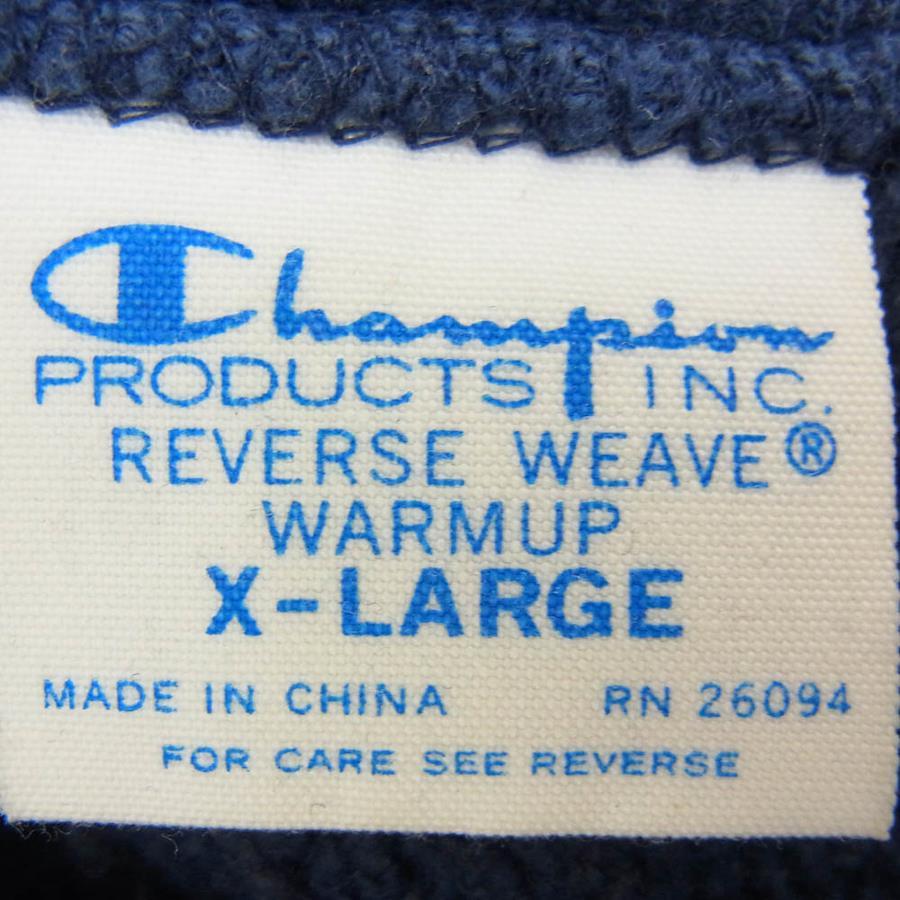 Champion
PRODUCTS INC.
REVERSE WEAVE®
WARMUP
X-LARGE
MADE IN CHINA RN 26094
FOR CARE SEE REVERSE